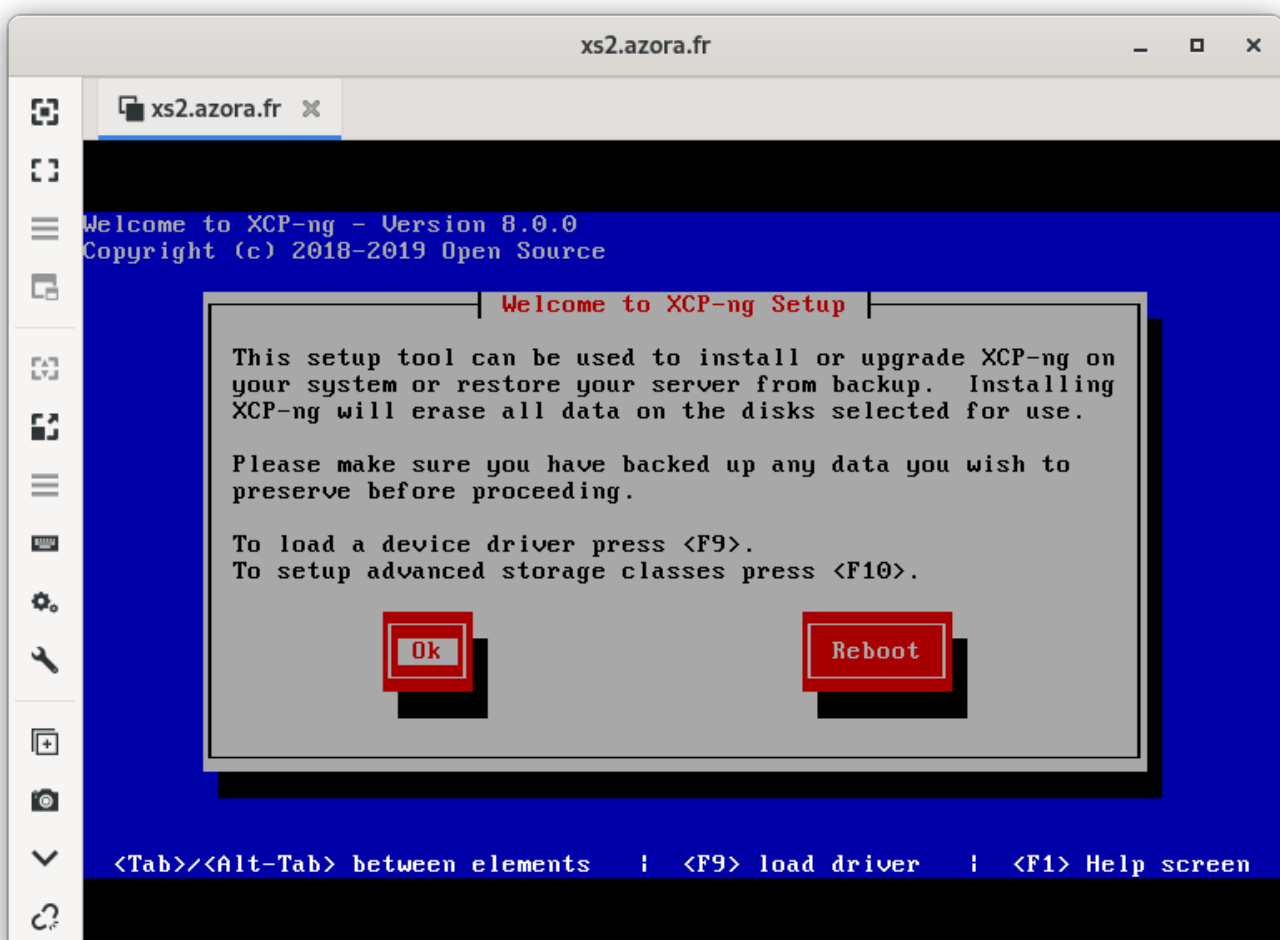 xs2.azora.fr
xs2.azora.fr
Welcome to XCP-ng - Version 8.0.0
Copyright (c) 2018-2019 Open Source
Welcome to XCP-ng Setup
This setup tool can be used to install or upgrade XCP-ng on
your system or restore your server from backup.  Installing
XCP-ng will erase all data on the disks selected for use.
Please make sure you have backed up any data you wish to
preserve before proceeding.
To load a device driver press <F9>.
To setup advanced storage classes press <F10>.
Ok Reboot
<Tab>/<Alt-Tab> between elements | <F9> load driver | <F1> Help screen